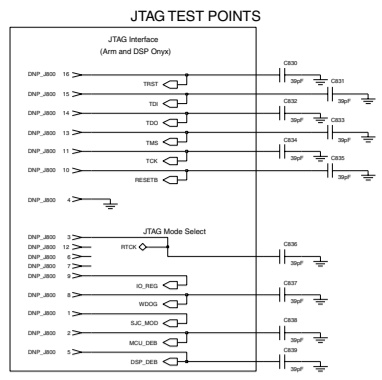 JTAG TEST POINTS
JTAG Interface
(Arm and DSP Onyx)
C830
DNP_J800 16
39pF
C831
TRST
DNP_J800 15
39pF
TDI
C832
DNP_J800 14
39pF
C833
TDO
DNP_J800 13
39pF
TMS
C834
DNP_J800 11
39pF
C835
TCK
DNP_J800 10
39pF
RESETB
DNP_J800 4
JTAG Mode Select
DNP_J800 3
DNP_J800 12
RTCK
C836
DNP_J800 6
39pF
DNP_J800 7
DNP_J800 9
IO_REG
C837
DNP_J800 8
39pF
WDOG
DNP_J800 1
SJC_MOD
C838
DNP_J800 2
39pF
MCU_DEB
C839
DNP_J800 5
39pF
DSP_DEB